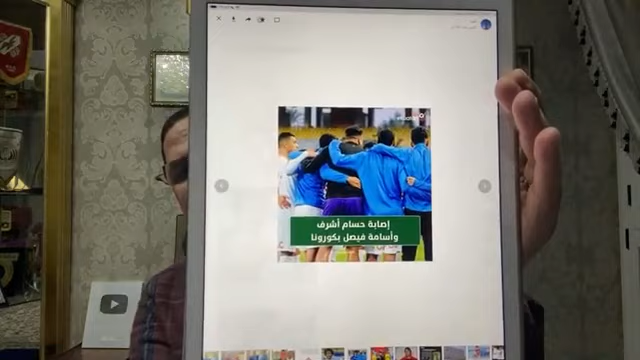 إصابة حسام أشرف
وأسامة فيصل بكورونا